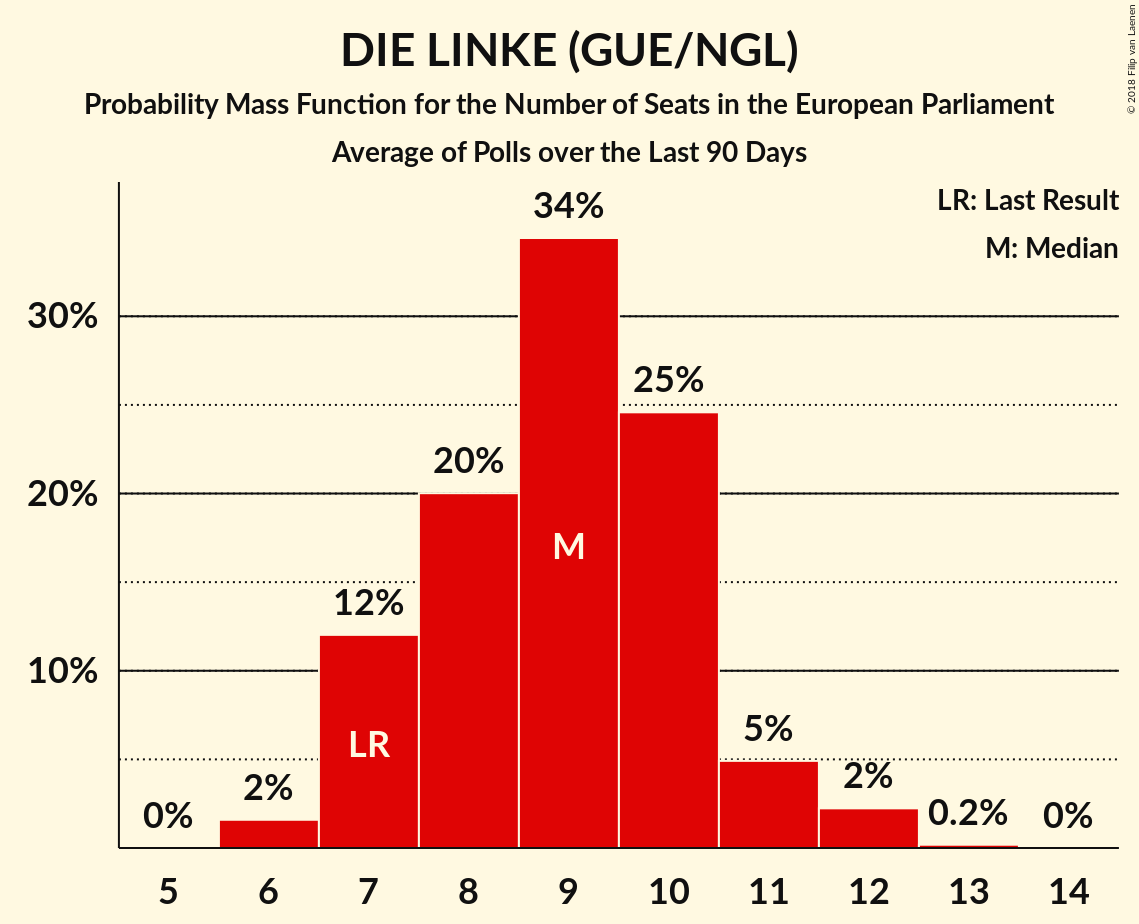 DIE LINKE (GUE/NGL)
Probability Mass Function for the Number of Seats in the European Parliament
Average of Polls over the Last 90 Days
© 2018 Filip van Laenen
LR: Last Result
M: Median
34%
30%
25%
20%
20%
M
12%
10%
LR
5%
2%
2%
0%
0.2%
0%
5 6 7 8 9 10 11 12 13 14